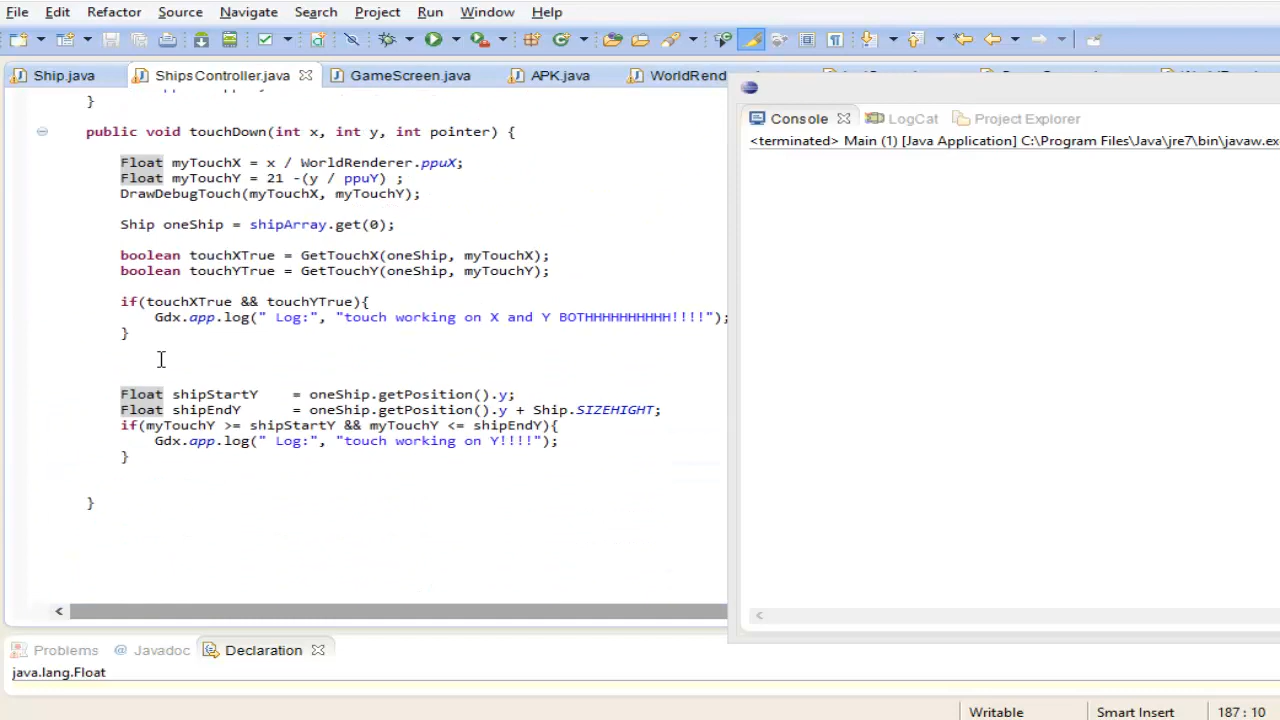 File Edit Refactor Source Navigate Search Project Run Window Help
Ship.java ShipsController.java GameScreen.java APK.java WorldRend
}
public void touchDown(int x, int y, int pointer) {
Float myTouchX = x / WorldRenderer.ppuX;
Float myTouchY = 21 -(y / ppuY) ;
DrawDebugTouch(myTouchX, myTouchY);
Ship oneShip = shipArray.get(0);
boolean touchXTrue = GetTouchX(oneShip, myTouchX);
boolean touchYTrue = GetTouchY(oneShip, myTouchY);
if(touchXTrue && touchYTrue){
Gdx.app.log(" Log:", "touch working on X and Y BOTHHHHHHHHHH!!!!");
}
Float shipStartY = oneShip.getPosition().y;
Float shipEndY = oneShip.getPosition().y + Ship.SIZEHIGHT;
if(myTouchY >= shipStartY && myTouchY <= shipEndY){
Gdx.app.log(" Log:", "touch working on Y!!!!");
}
}
Console LogCat Project Explorer
<terminated> Main (1) [Java Application] C:\Program Files\Java\jre7\bin\javaw.ex
Problems @ Javadoc Declaration
java.lang.Float
Writable Smart Insert 187 : 10